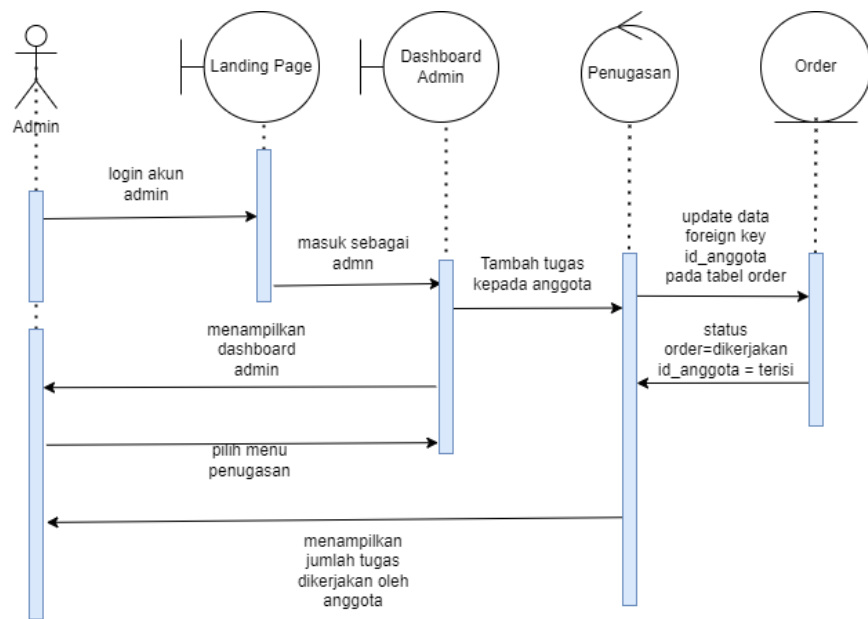 Admin
Landing Page
Dashboard
Admin
Penugasan
Order
login akun
admin
masuk sebagai
admn
Tambah tugas
kepada anggota
update data
foreign key
id_anggota
pada tabel order
menampilkan
dashboard
admin
status
order=dikerjakan
id_anggota = terisi
pilih menu
penugasan
menampilkan
jumlah tugas
dikerjakan oleh
anggota